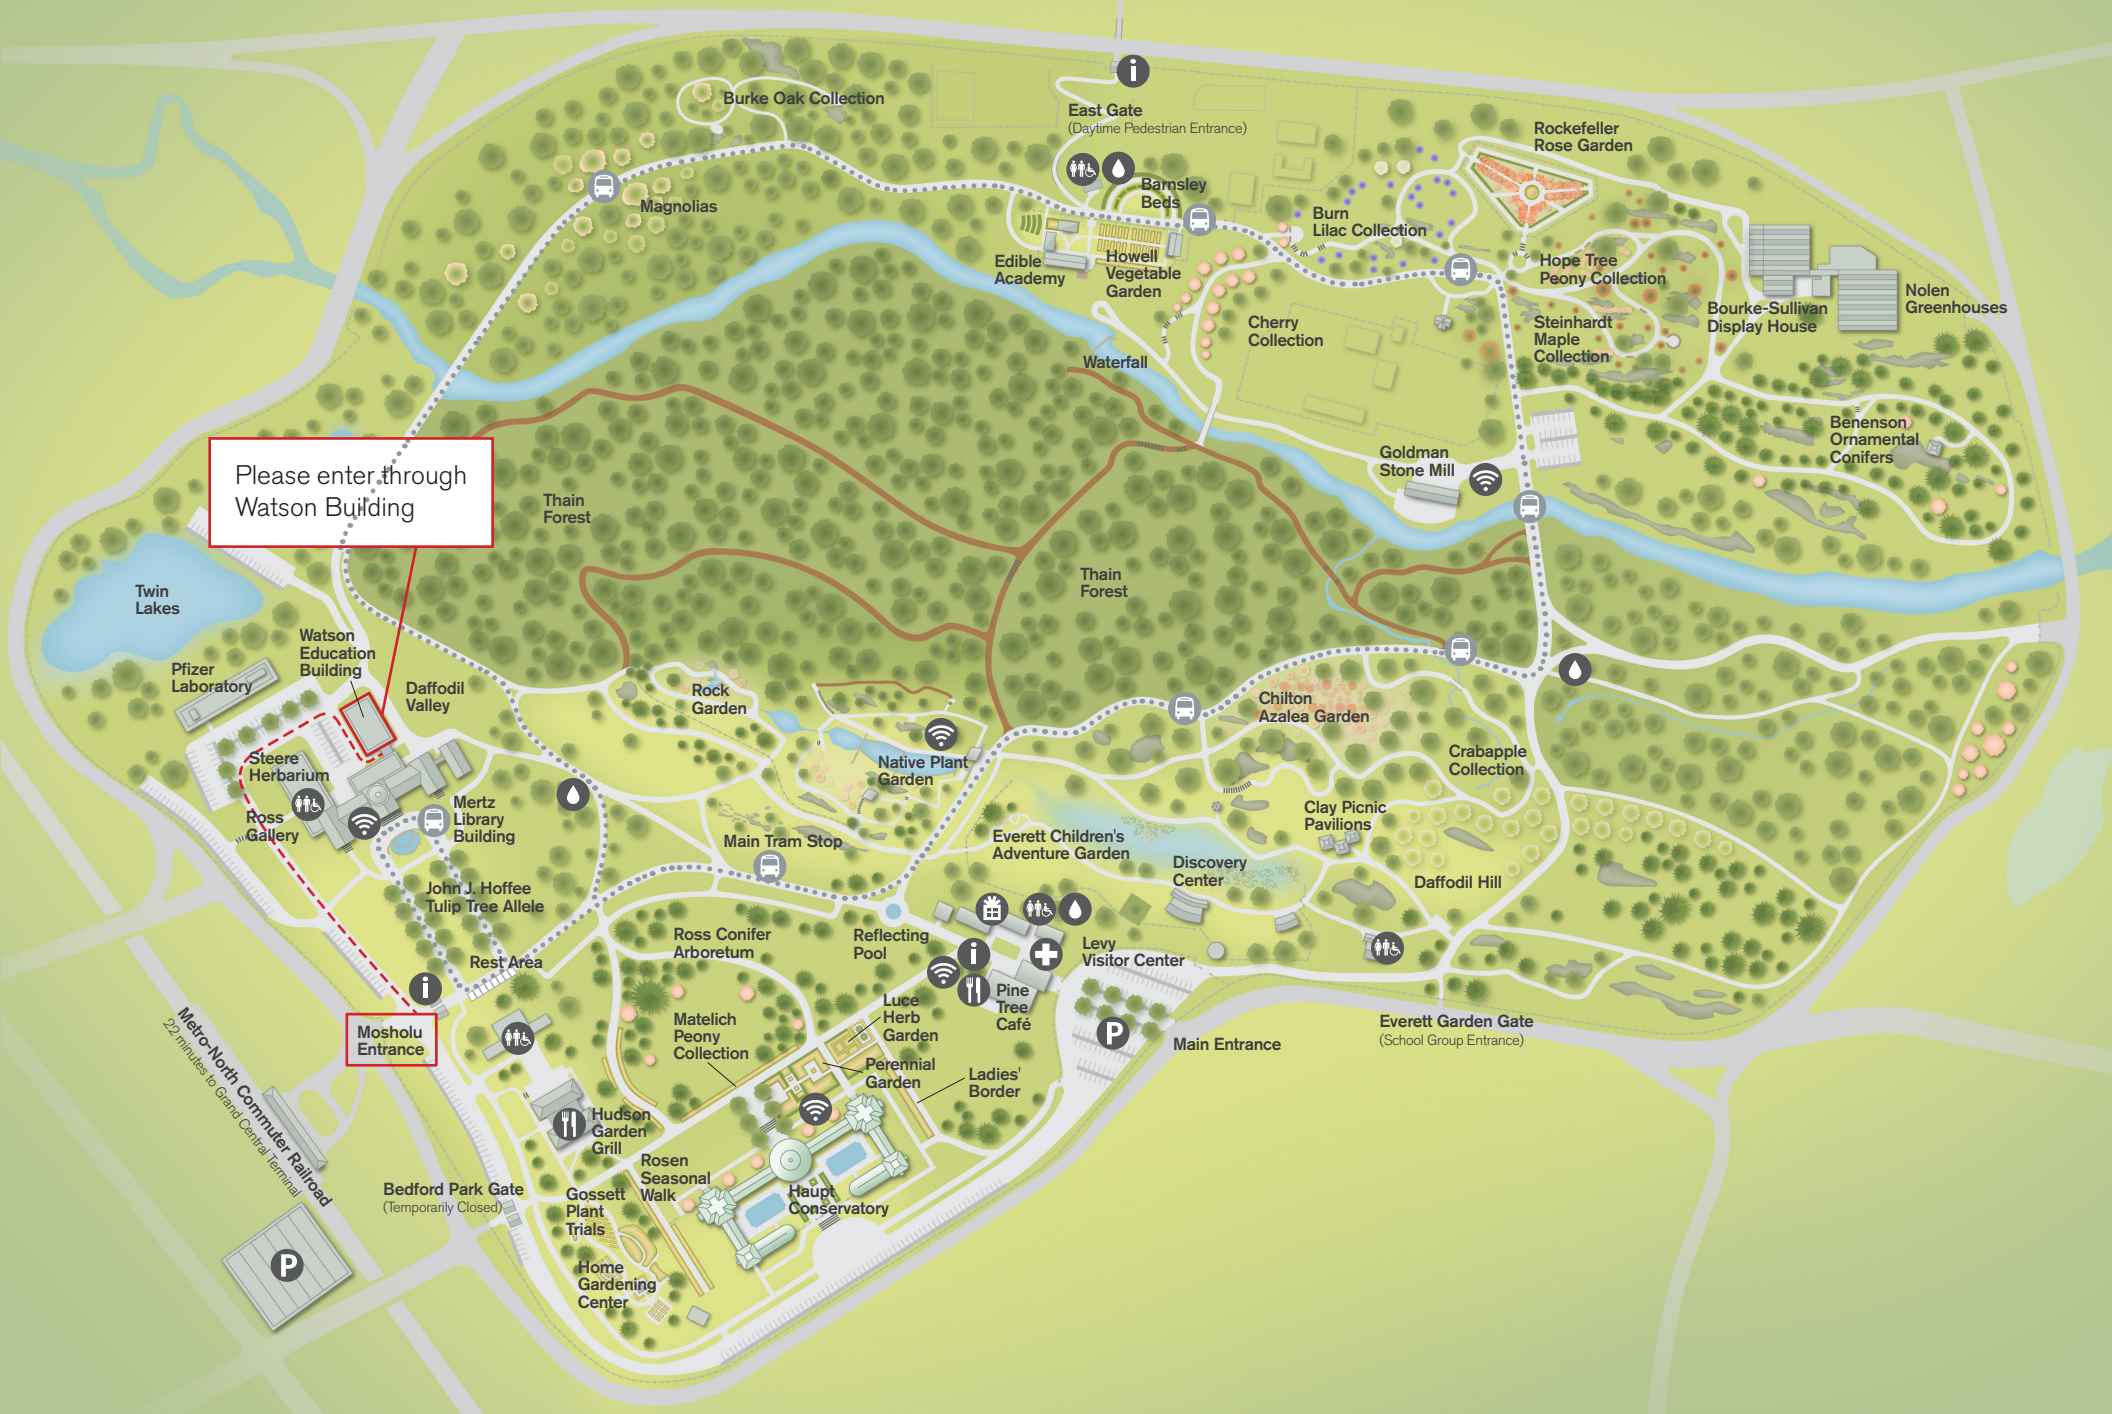 Burke Oak Collection
i
East Gate
(Daytime Pedestrian Entrance)
Rockefeller
Rose Garden
Magnolias
Barnsley
Beds
Burn
Lilac Collection
Edible
Academy
Howell
Vegetable
Garden
Hope Tree
Peony Collection
Nolen
Greenhouses
Bourke-Sullivan
Display House
Cherry
Collection
Steinhardt
Maple
Collection
Waterfall
Benenson
Ornamental
Conifers
Goldman
Stone Mill
Please enter through
Watson Building
Thain
Forest
Thain
Forest
Twin
Lakes
Watson
Education
Building
Pfizer
Laboratory
Daffodil
Valley
Rock
Garden
Chilton
Azalea Garden
Native Plant
Garden
Crabapple
Collection
Steere
Herbarium
Ross
Gallery
Mertz
Library
Building
Main Tram Stop
Everett Children's
Adventure Garden
Clay Picnic
Pavilions
Discovery
Center
Daffodil Hill
John J. Hoffee
Tulip Tree Allele
Rest Area
Ross Conifer
Arboretum
Reflecting
Pool
i
Levy
Visitor Center
i
Pine
Tree
Café
Luce
Herb
Garden
Matelich
Peony
Collection
Mosholu
Entrance
P
Main Entrance
Everett Garden Gate
(School Group Entrance)
Perennial
Garden
Ladies'
Border
Metro-North Commuter Railroad
22 minutes to Grand Central Terminal
Hudson
Garden
Grill
Rosen
Seasonal
Walk
Bedford Park Gate
(Temporarily Closed)
Gossett
Plant
Trials
Haupt
Conservatory
P
Home
Gardening
Center